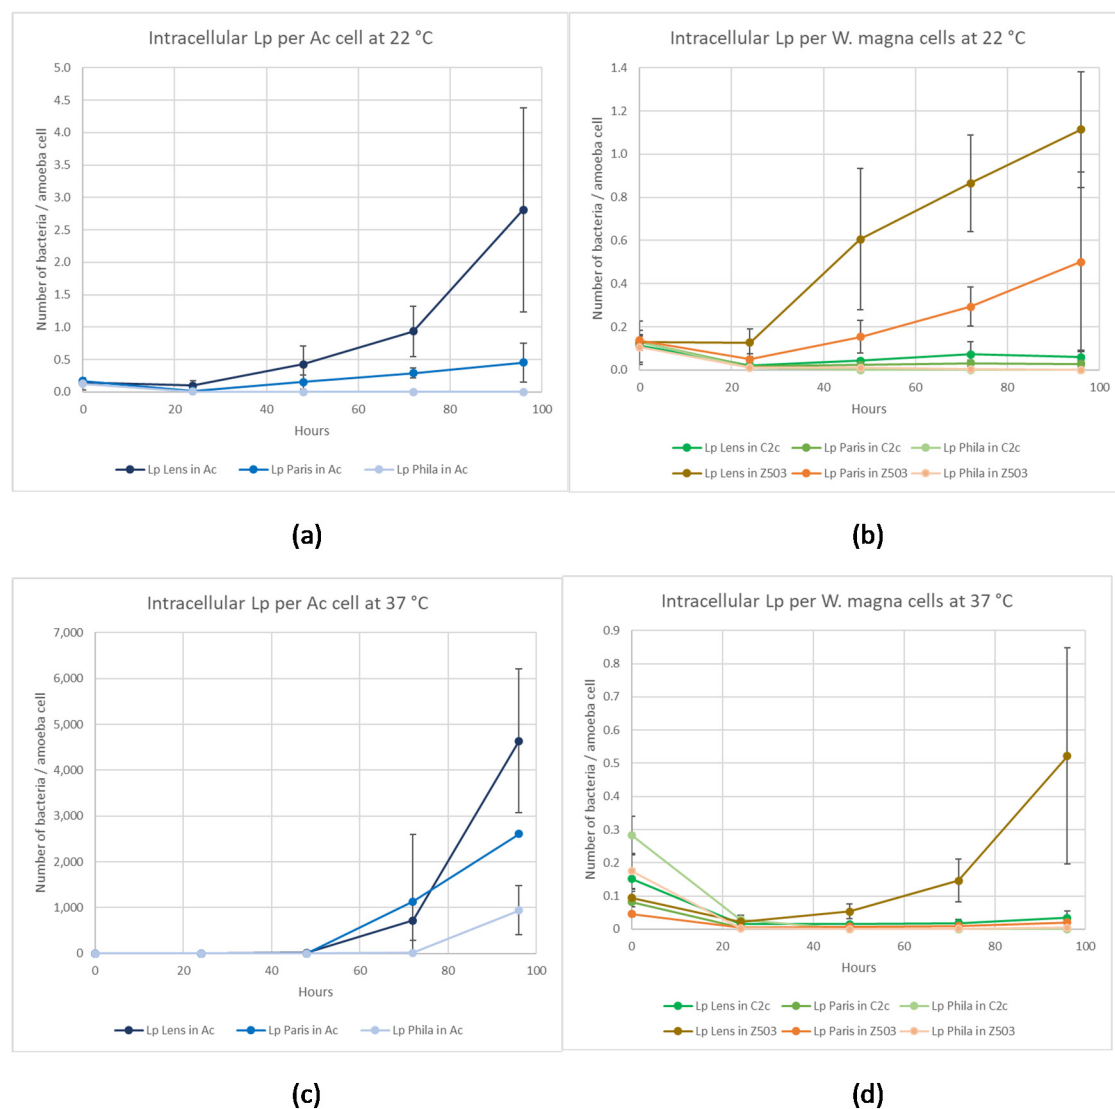 Intracellular Lp per Ac cell at 22 °C
Number of bacteria / amoeba cell
5.0
4.5
4.0
3.5
3.0
2.5
2.0
1.5
1.0
0.5
0.0
0 20 40 60 80 100
Hours
Lp Lens in Ac Lp Paris in Ac Lp Phila in Ac
(a)
Intracellular Lp per W. magna cells at 22 °C
Number of bacteria / amoeba cell
1.4
1.2
1.0
0.8
0.6
0.4
0.2
0.0
0 20 40 60 80 100
Hours
Lp Lens in C2c Lp Paris in C2c Lp Phila in C2c
Lp Lens in Z503 Lp Paris in Z503 Lp Phila in Z503
(b)
Intracellular Lp per Ac cell at 37 °C
Number of bacteria / amoeba cell
7,000
6,000
5,000
4,000
3,000
2,000
1,000
0
0 20 40 60 80 100
Hours
Lp Lens in Ac Lp Paris in Ac Lp Phila in Ac
(c)
Intracellular Lp per W. magna cells at 37 °C
Number of bacteria / amoeba cell
0.9
0.8
0.7
0.6
0.5
0.4
0.3
0.2
0.1
0
0 20 40 60 80 100
Hours
Lp Lens in C2c Lp Paris in C2c Lp Phila in C2c
Lp Lens in Z503 Lp Paris in Z503 Lp Phila in Z503
(d)